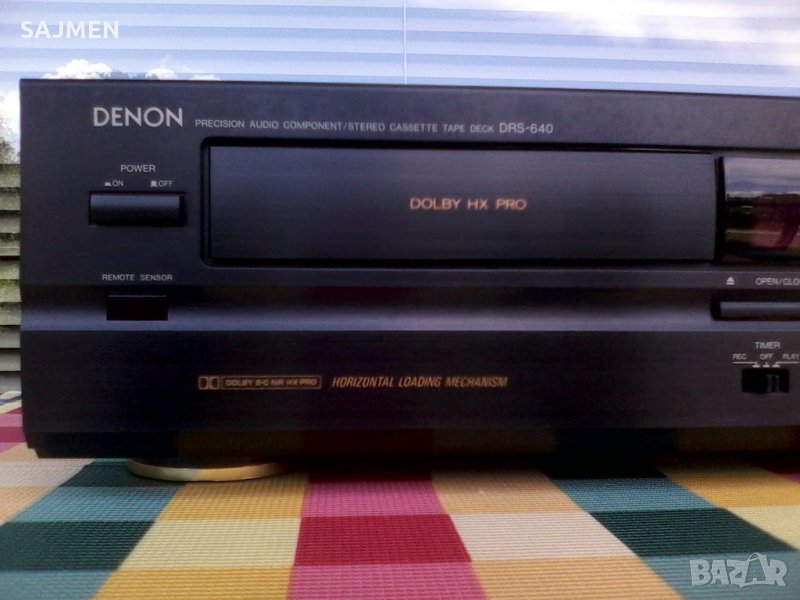 SAJMEN
DENON PRECISION AUDIO COMPONENT/STEREO CASSETTE TAPE DECK DRS-640
POWER
ON OFF
DOLBY HX PRO
REMOTE SENSOR
OPEN/CLO
TIMER
REC OFF PLAY
DOLBY B·C NR HX PRO HORIZONTAL LOADING MECHANISM
BAZAR